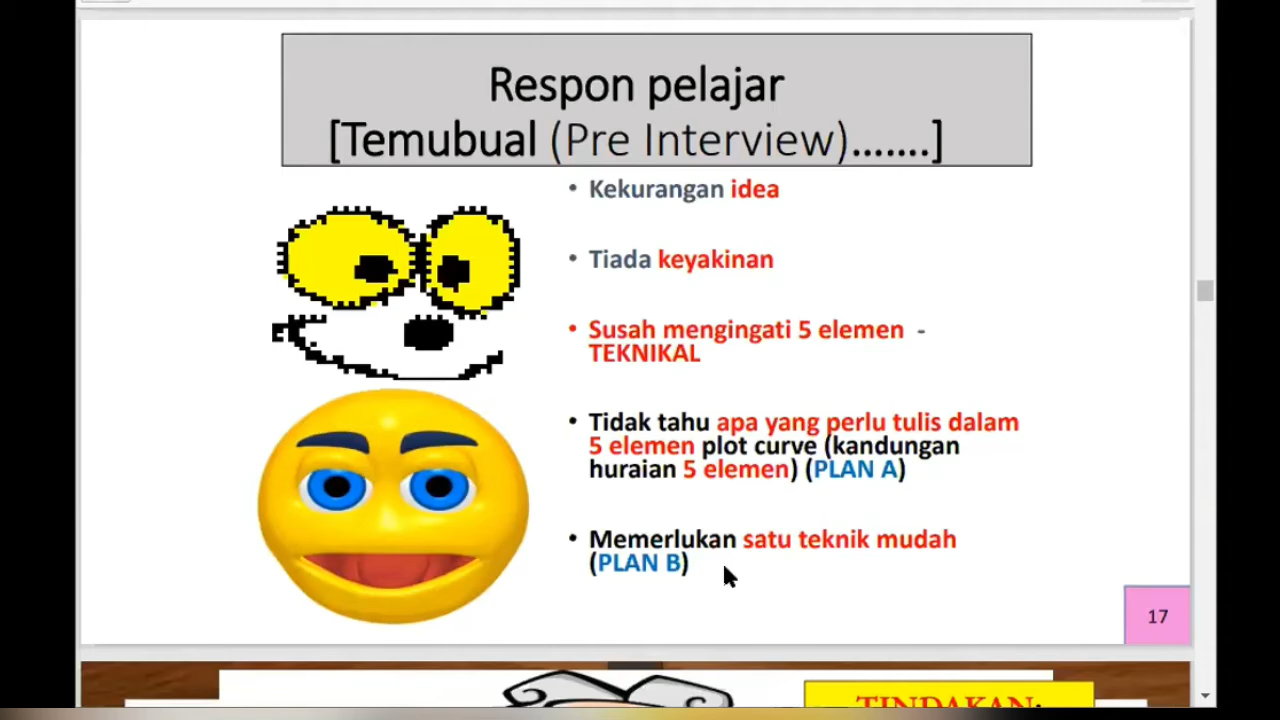 Respon pelajar
[Temubual (Pre Interview).......]
• Kekurangan idea
• Tiada keyakinan
• Susah mengingati 5 elemen -
TEKNIKAL
• Tidak tahu apa yang perlu tulis dalam
5 elemen plot curve (kandungan
huraian 5 elemen) (PLAN A)
• Memerlukan satu teknik mudah
(PLAN B)
17
TINDAKAN: